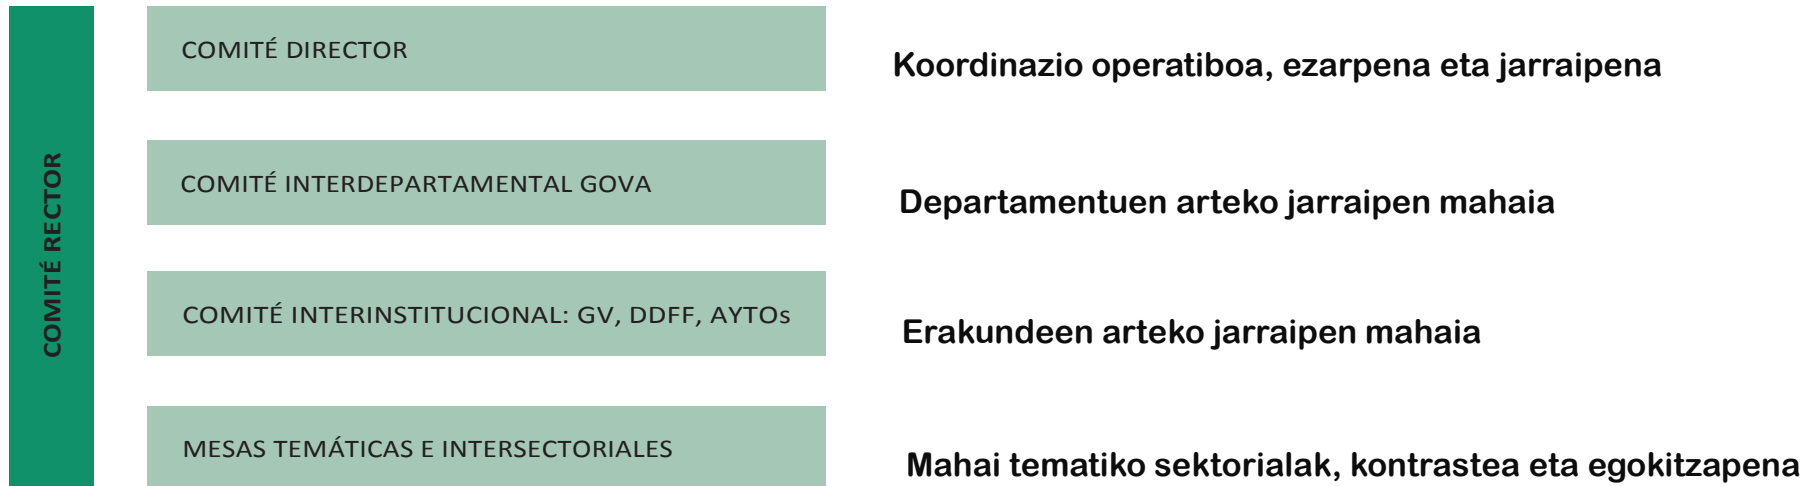 COMITÉ RECTOR
COMITÉ DIRECTOR
Koordinazio operatiboa, ezarpena eta jarraipena
COMITÉ INTERDEPARTAMENTAL GOVA
Departamentuen arteko jarraipen mahaia
COMITÉ INTERINSTITUCIONAL: GV, DDFF, AYTOs
Erakundeen arteko jarraipen mahaia
MESAS TEMÁTICAS E INTERSECTORIALES
Mahai tematiko sektorialak, kontrastea eta egokitzapena